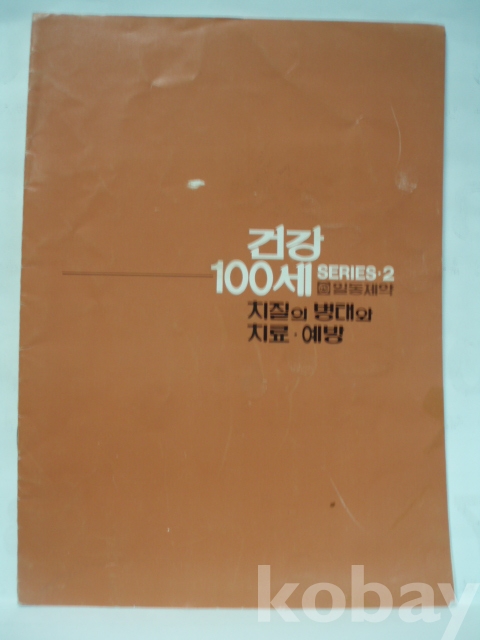 건강
100세 SERIES·2
일동제약
치질의 병태와
치료·예방
kobay